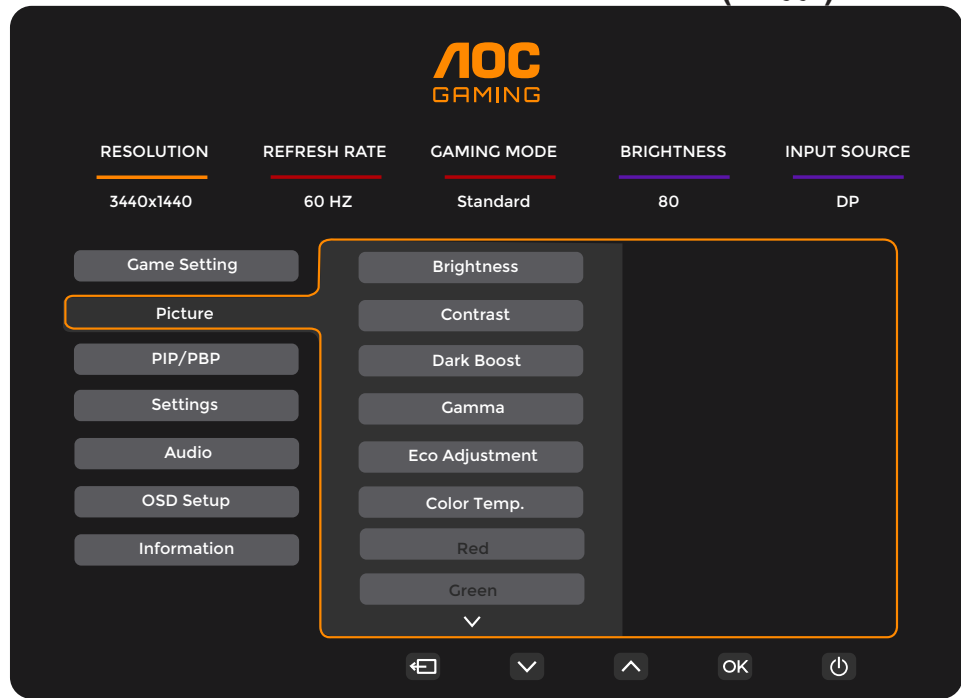 AOC
GAMING
RESOLUTION REFRESH RATE GAMING MODE BRIGHTNESS INPUT SOURCE
3440x1440 60 HZ Standard 80 DP
Game Setting
Picture
PIP/PBP
Settings
Audio
OSD Setup
Information
Brightness
Contrast
Dark Boost
Gamma
Eco Adjustment
Color Temp.
Red
Green
OK